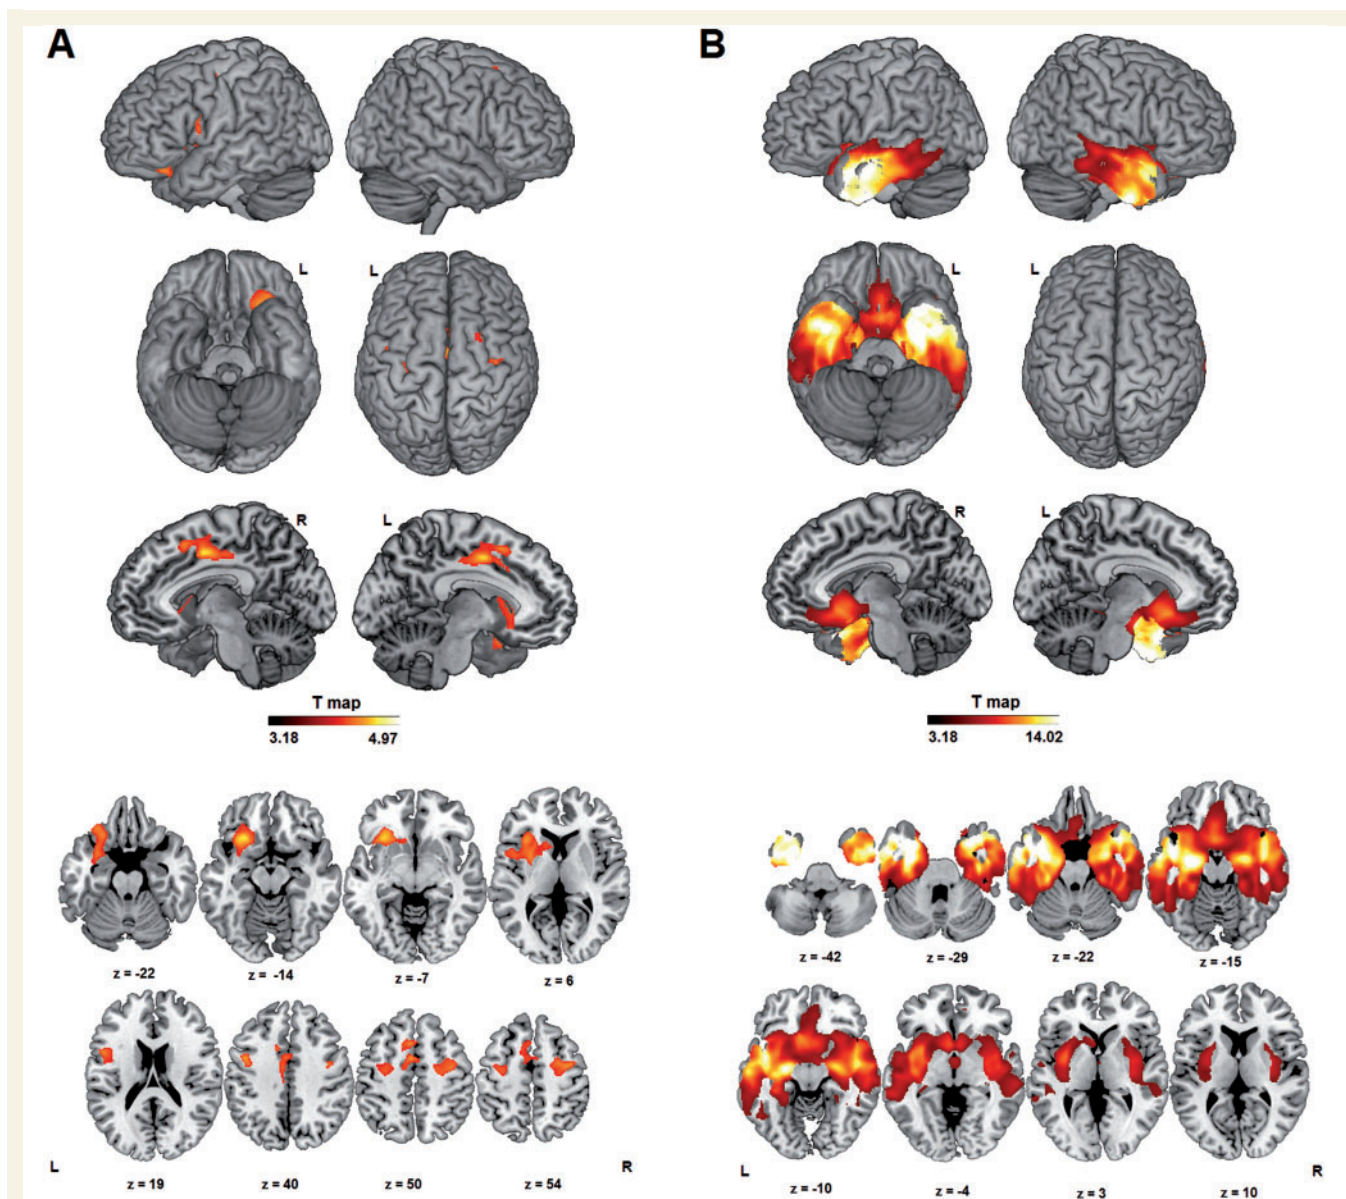 A
B
L L
L L
R L
R L
T map
3.18 4.97
T map
3.18 14.02
z = -22 z = -14 z = -7 z = 6
z = -42 z = -29 z = -22 z = -15
L R
z = 19 z = 40 z = 50 z = 54
L R
z = -10 z = -4 z = 3 z = 10